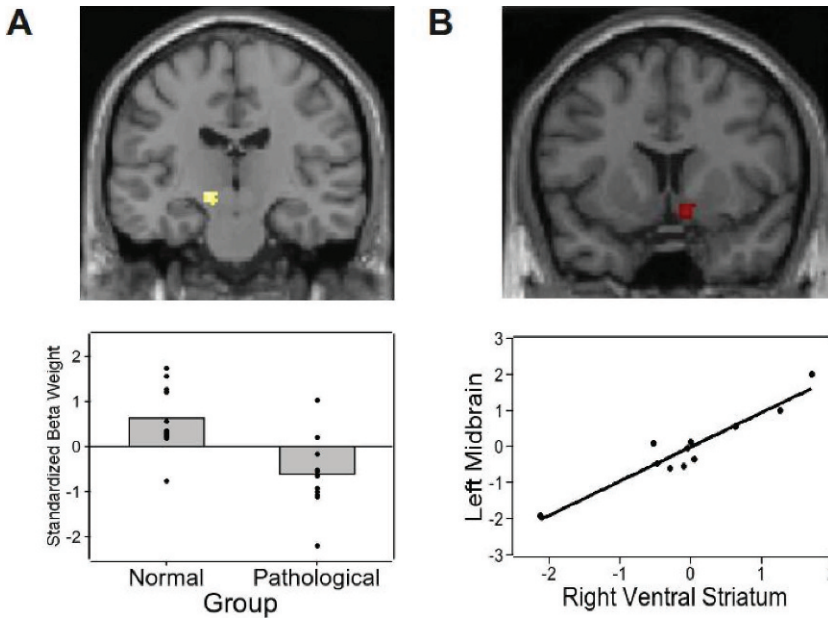 A
B
Standardized Beta Weight
2
1
0
-1
-2
Normal Pathological
Group
Left Midbrain
3
2
1
0
-1
-2
-3
-2 -1 0 1
Right Ventral Striatum